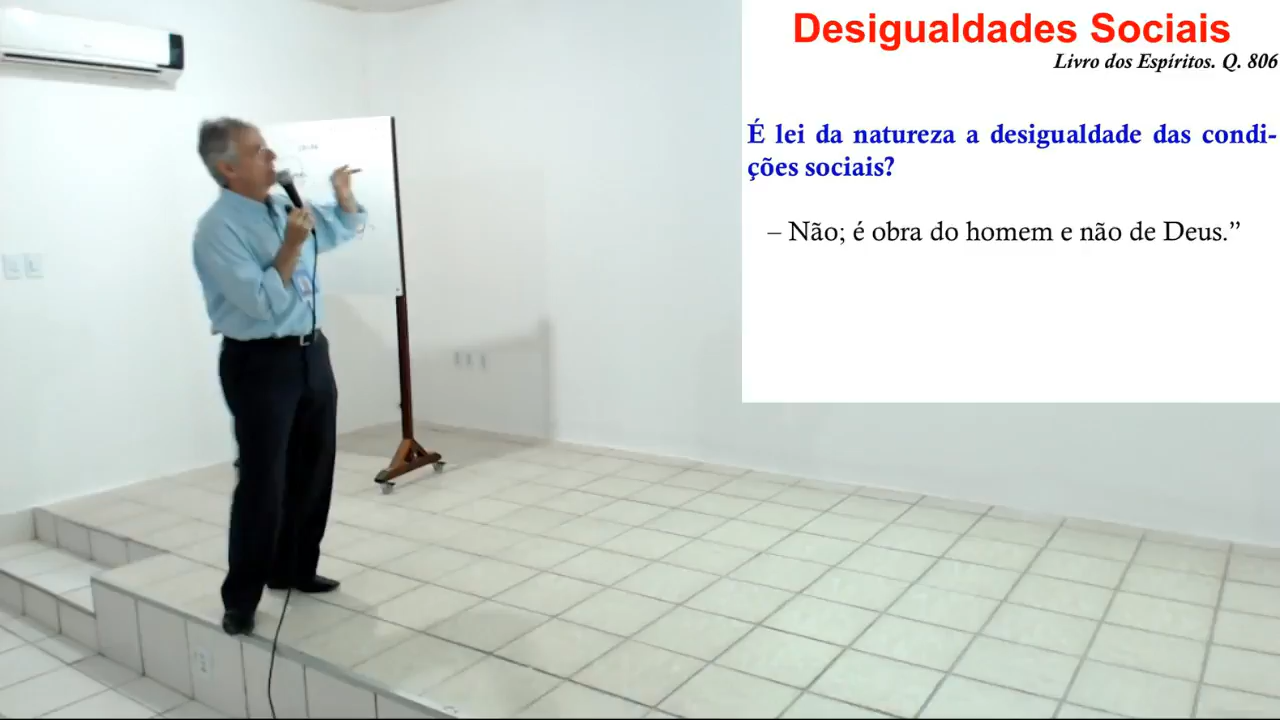 Desigualdades Sociais
Livro dos Espíritos. Q. 806
É lei da natureza a desigualdade das condi-
ções sociais?
– Não; é obra do homem e não de Deus.”